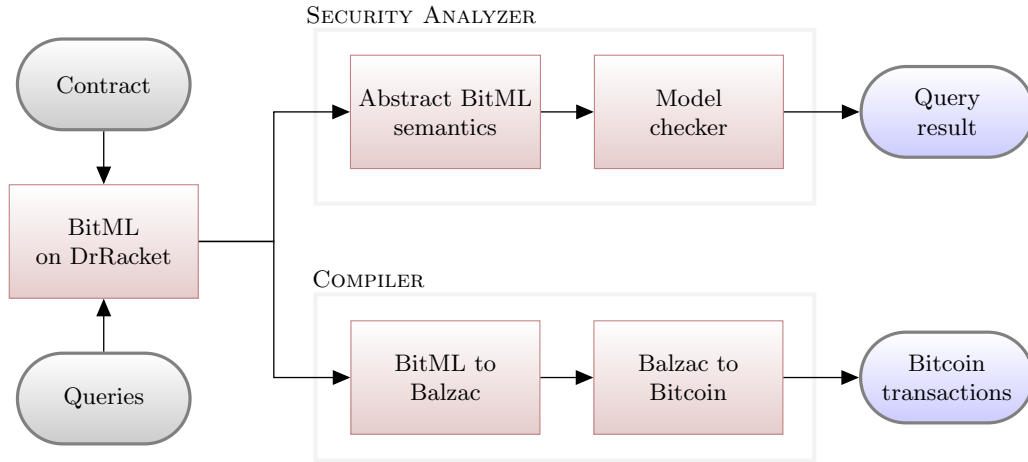 SECURITY ANALYZER
Contract
Abstract BitML
semantics
Model
checker
Query
result
BitML
on DrRacket
COMPILER
Queries
BitML to
Balzac
Balzac to
Bitcoin
Bitcoin
transactions